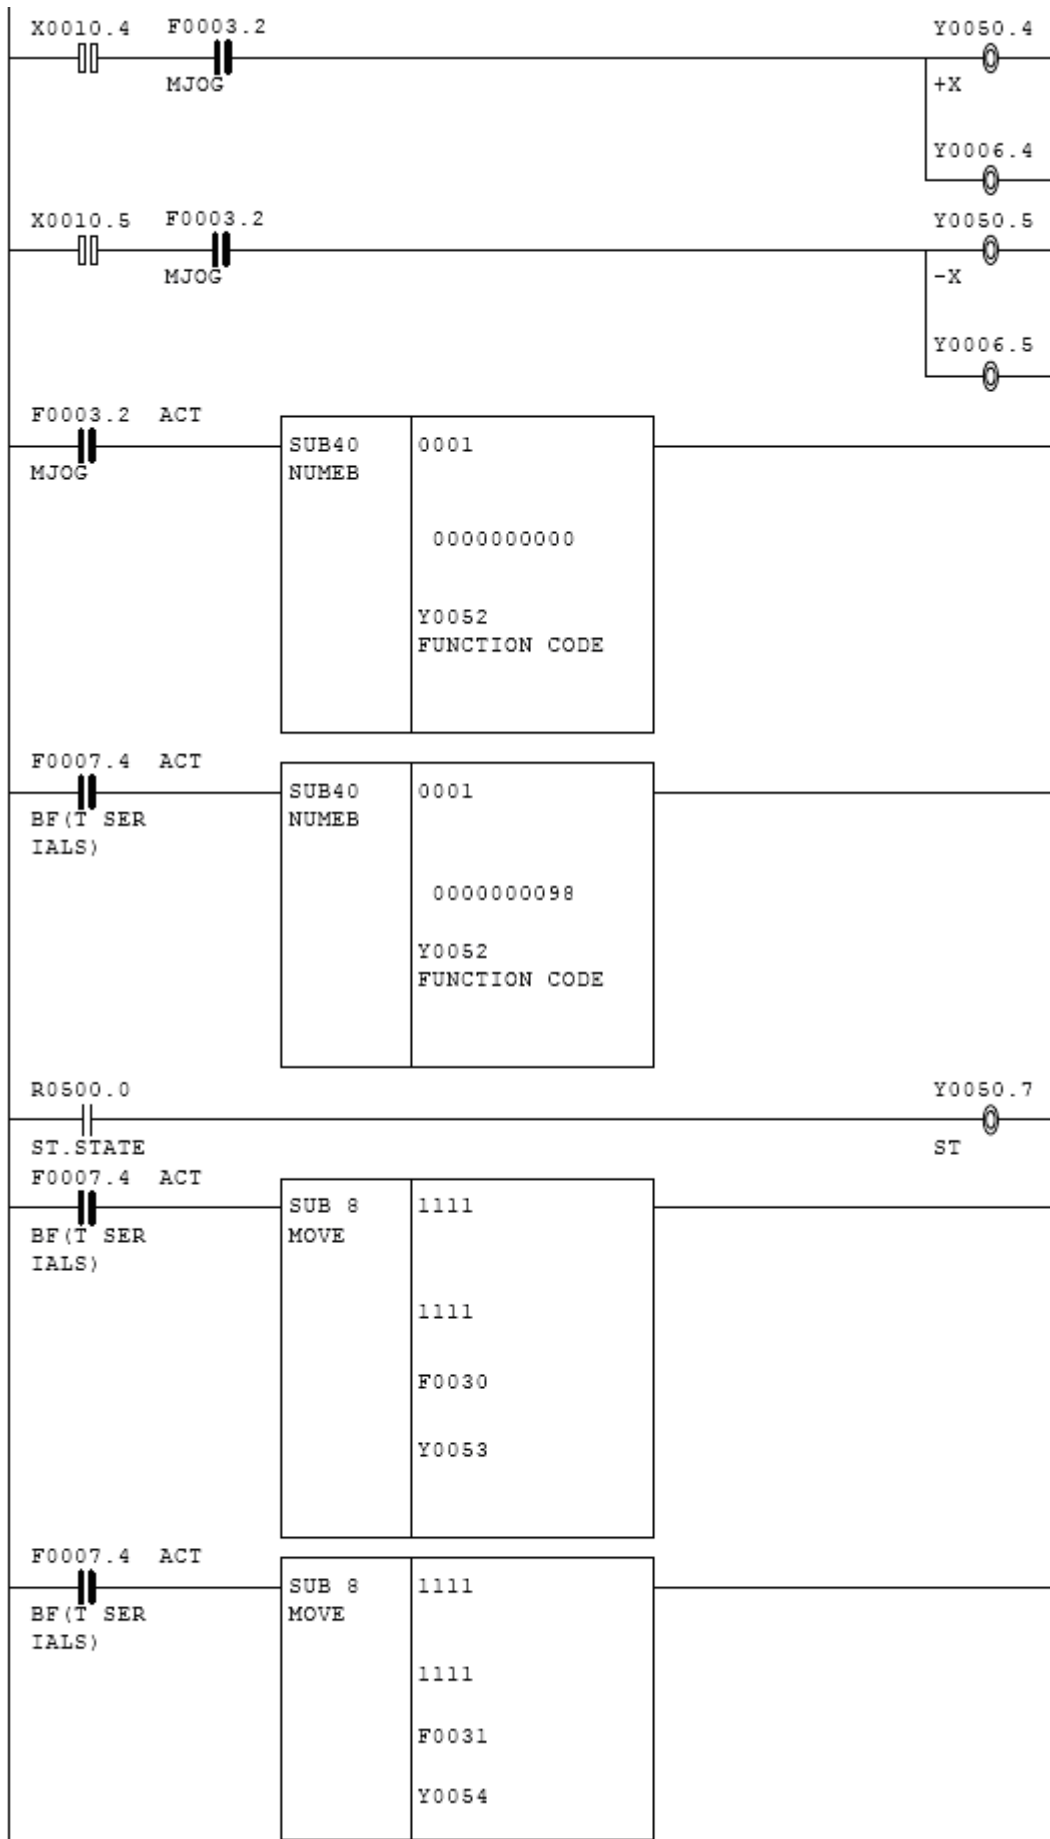 X0010.4 F0003.2 Y0050.4
MJOG +X
Y0006.4
X0010.5 F0003.2 Y0050.5
MJOG -X
Y0006.5
F0003.2 ACT
SUB40 0001
MJOG NUMEB
0000000000
Y0052
FUNCTION CODE
F0007.4 ACT
SUB40 0001
BF(T SER NUMEB
IALS)
0000000098
Y0052
FUNCTION CODE
R0500.0 Y0050.7
ST.STATE ST
F0007.4 ACT
SUB 8 1111
BF(T SER MOVE
IALS)
1111
F0030
Y0053
F0007.4 ACT
SUB 8 1111
BF(T SER MOVE
IALS)
1111
F0031
Y0054